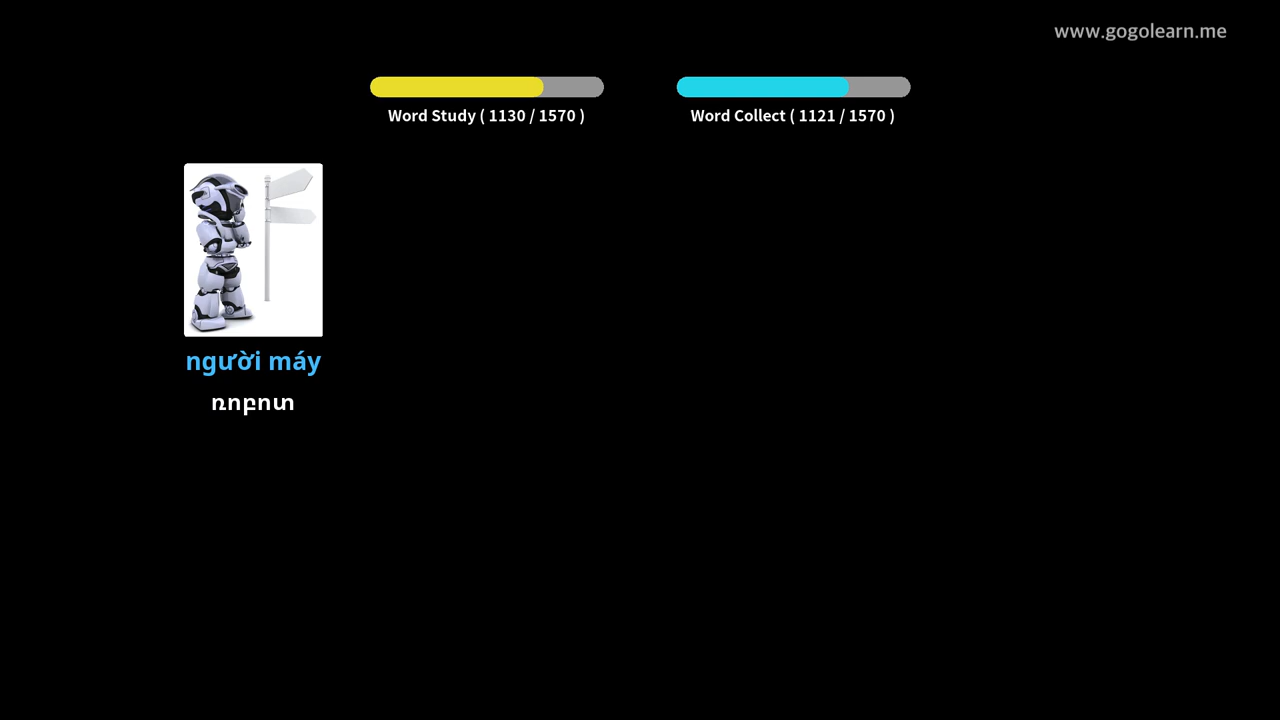 www.gogolearn.me
Word Study ( 1130 / 1570 )
Word Collect ( 1121 / 1570 )
người máy
ռոբոտ